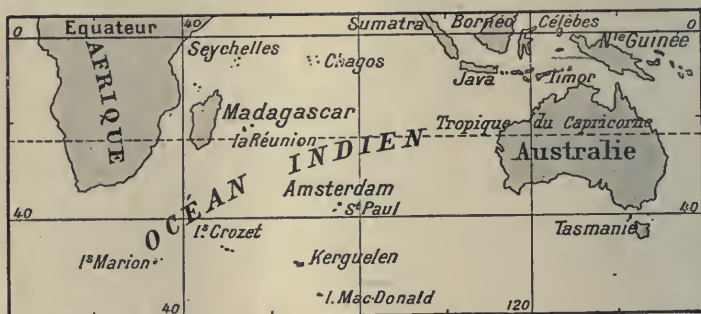 40
Sumatra
Bornéo
Célèbes
0
Equateur
0
AFRIQUE
Seychelles
Chagos
Nlle Guinée
Java
Timor
Madagascar
la Réunion
Tropique du Capricorne
OCÉAN INDIEN
Australie
Amsterdam
St Paul
40
40
Is Crozet
Tasmanie
Is Marion
Kerguelen
I. Mac-Donald
40
120